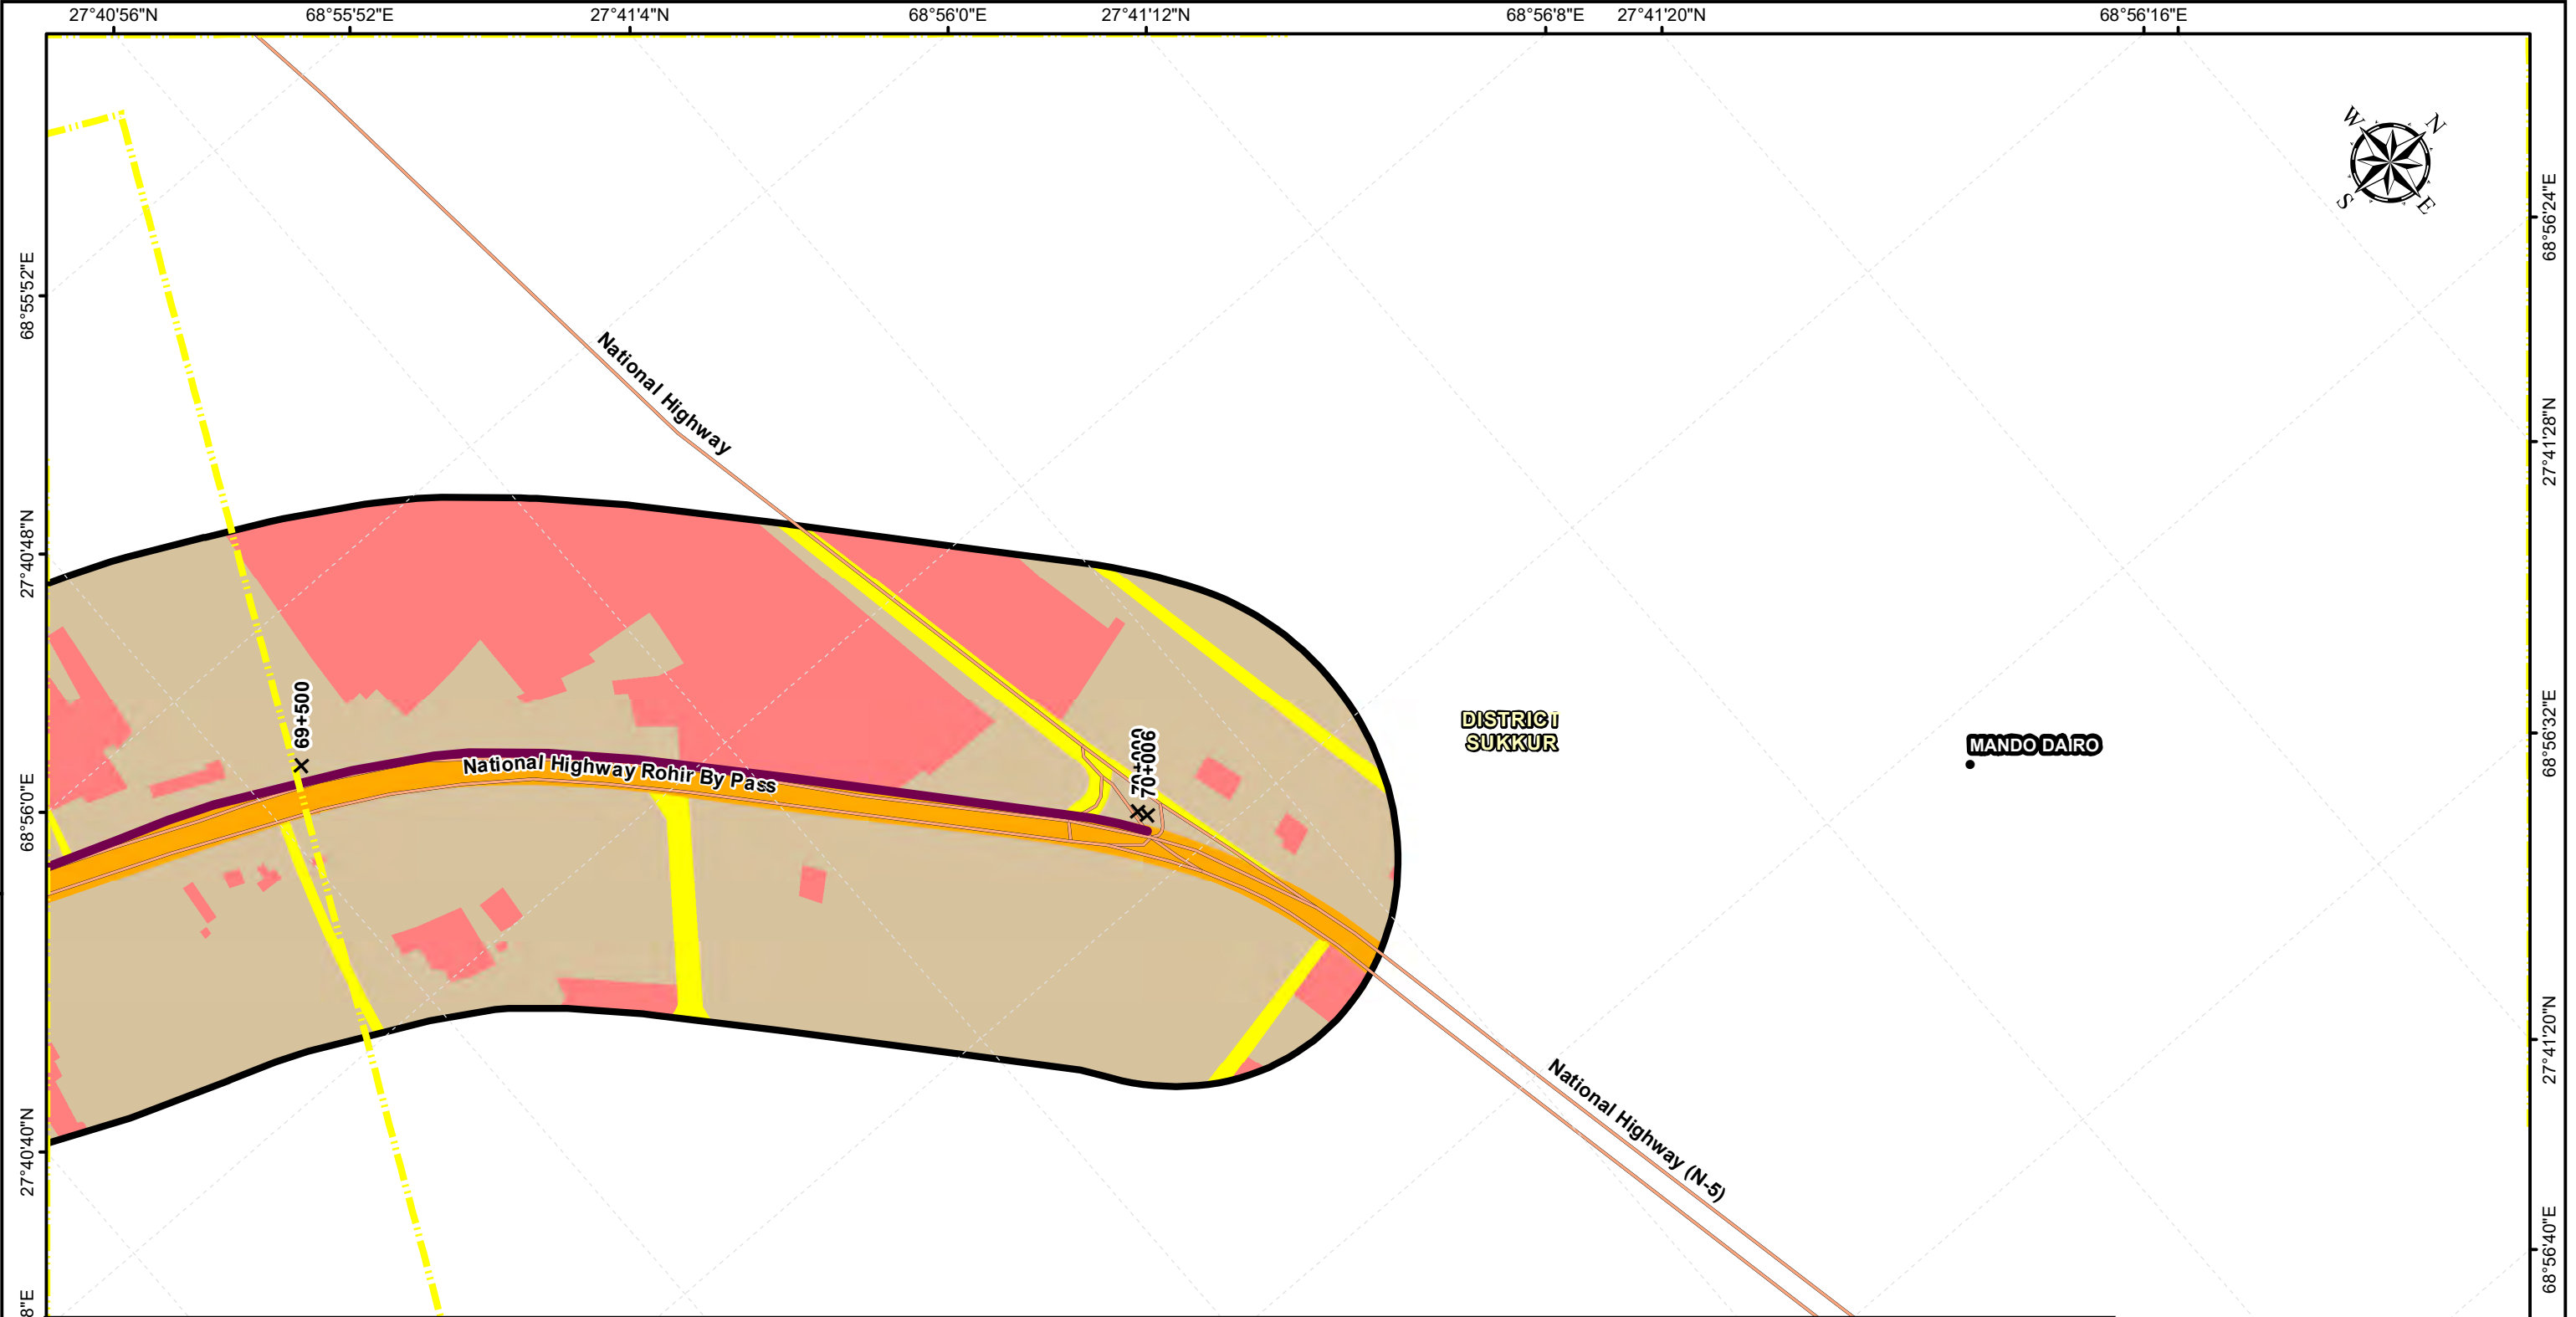 27°40'56"N
68°55'52"E
27°41'4"N
68°56'0"E
27°41'12"N
68°56'8"E
27°41'20"N
68°56'16"E
W
N
S
E
68°55'52"E
27°40'48"N
68°56'0"E
27°40'40"N
8"E
68°56'24"E
27°41'28"N
68°56'32"E
27°41'20"N
68°56'40"E
National Highway
69+500
National Highway Rohir By Pass
70+000
70+006
DISTRICT
SUKKUR
MANDO DAIRO
National Highway (N-5)